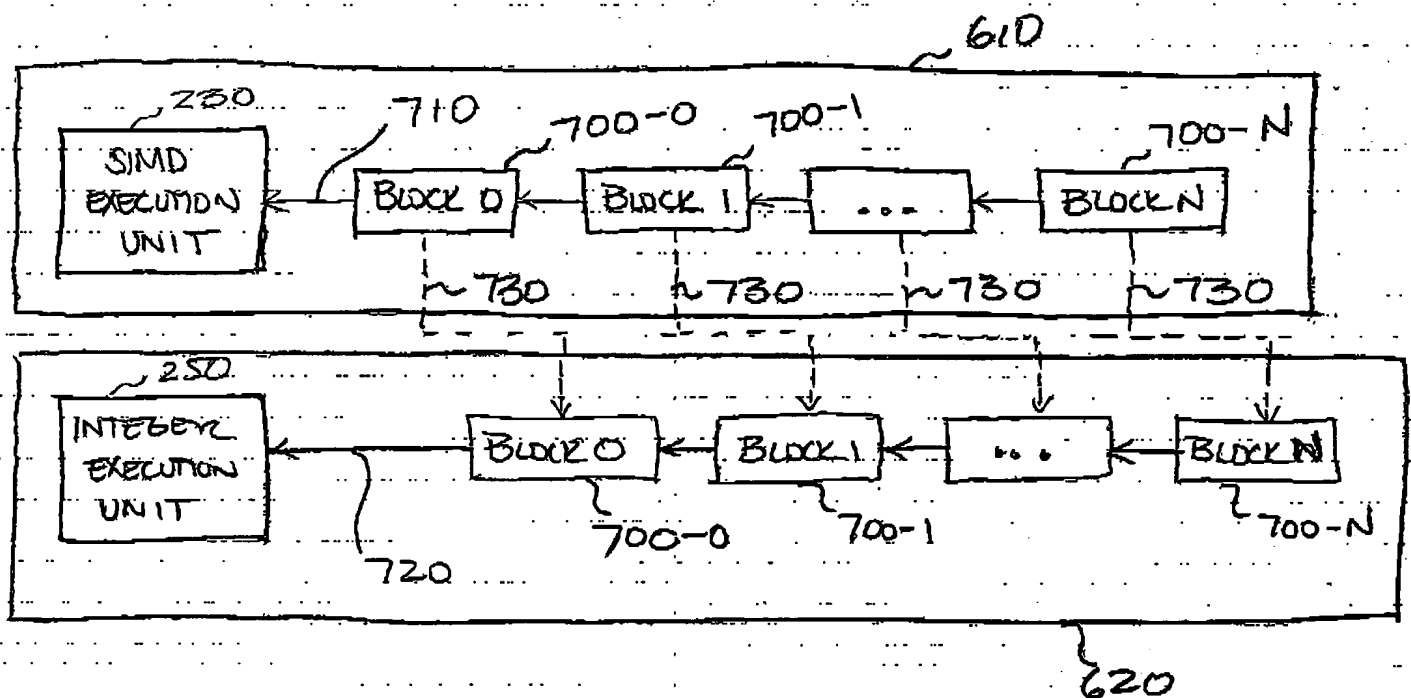 610
230
710
700-0
700-1
700-N
SIMD
EXECUTION
UNIT
BLOCK 0
BLOCK 1
...
BLOCK N
730
730
730
730
250
INTEGER
EXECUTION
UNIT
BLOCK 0
BLOCK 1
...
BLOCK N
720
700-0
700-1
700-N
620